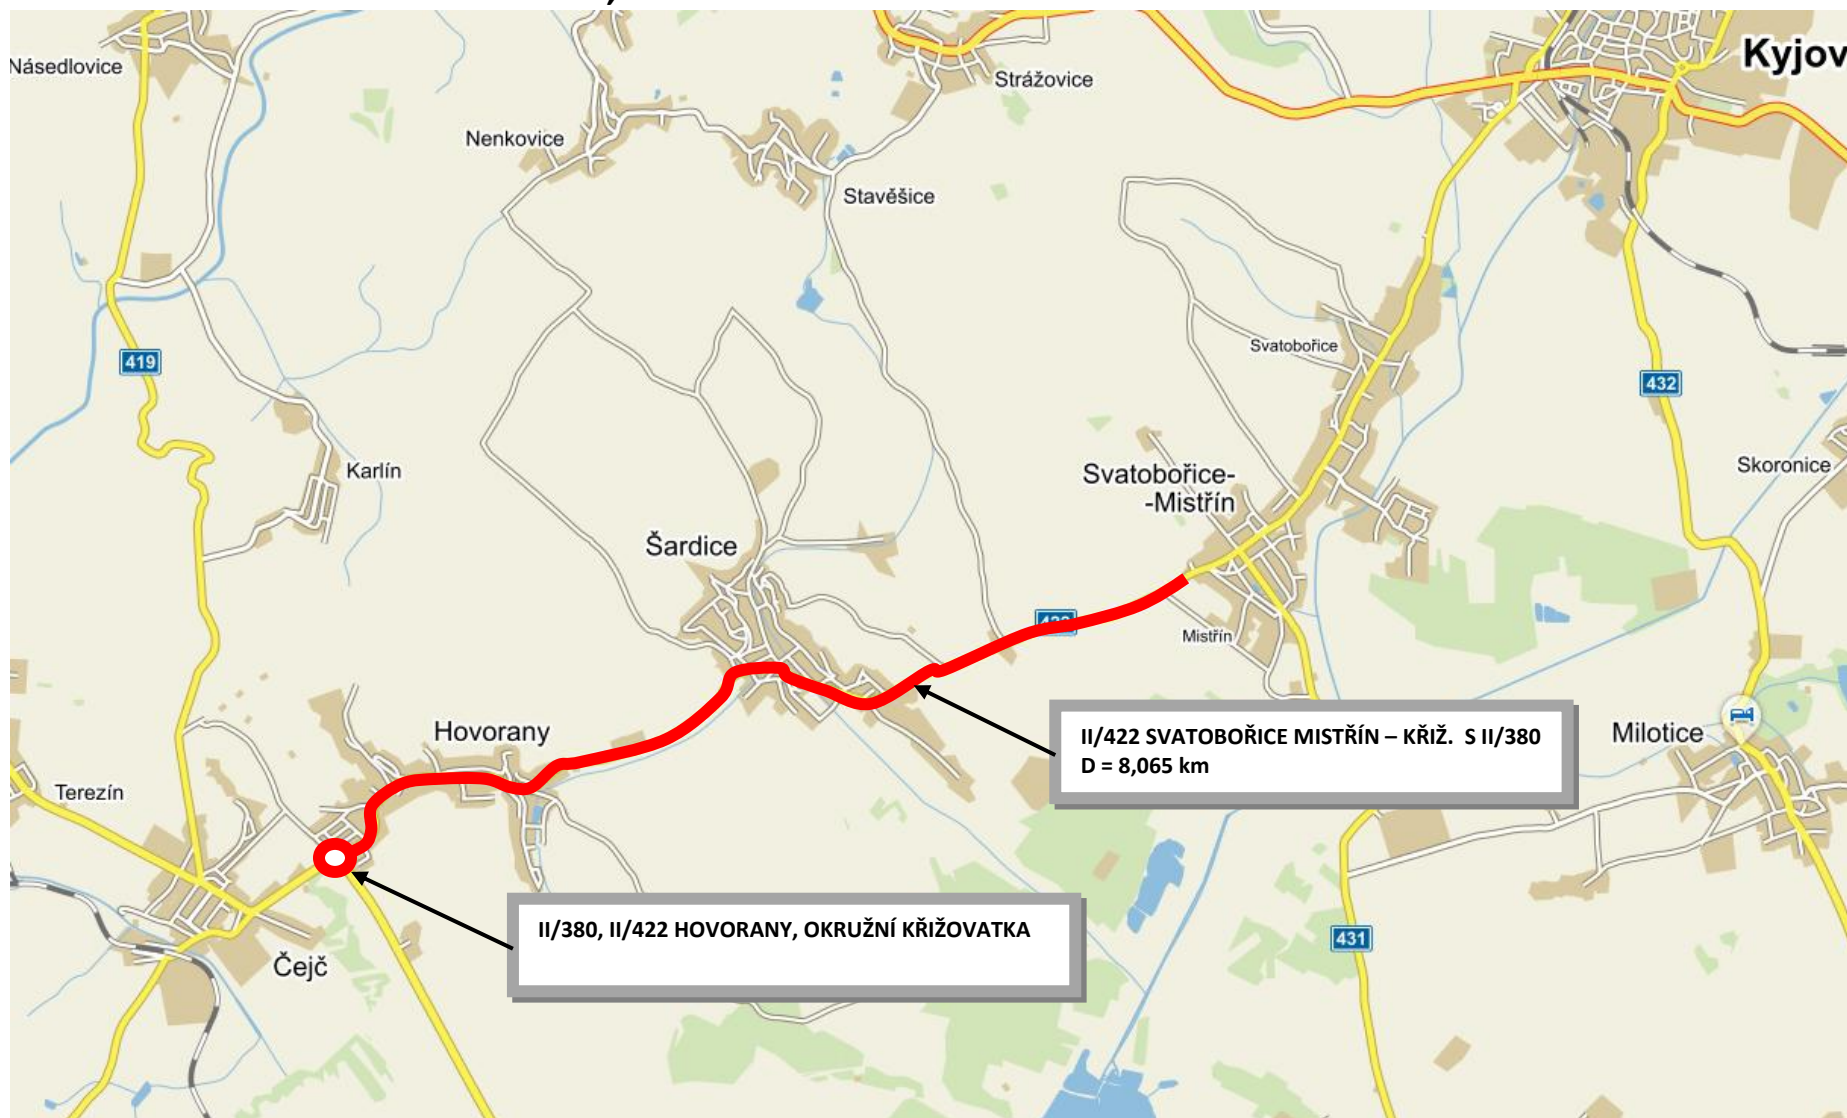 Kyjov
Násedlovice
Strážovice
Nenkovice
Stavěšice
Svatobořice
419
432
Karlín
Skoronice
Svatobořice-
-Mistřín
Šardice
Mistřín
Hovorany
II/422 SVATOBOŘICE MISTŘÍN – KŘIŽ. S II/380
D = 8,065 km
Milotice
Terezín
II/380, II/422 HOVORANY, OKRUŽNÍ KŘIŽOVATKA
431
Čejč